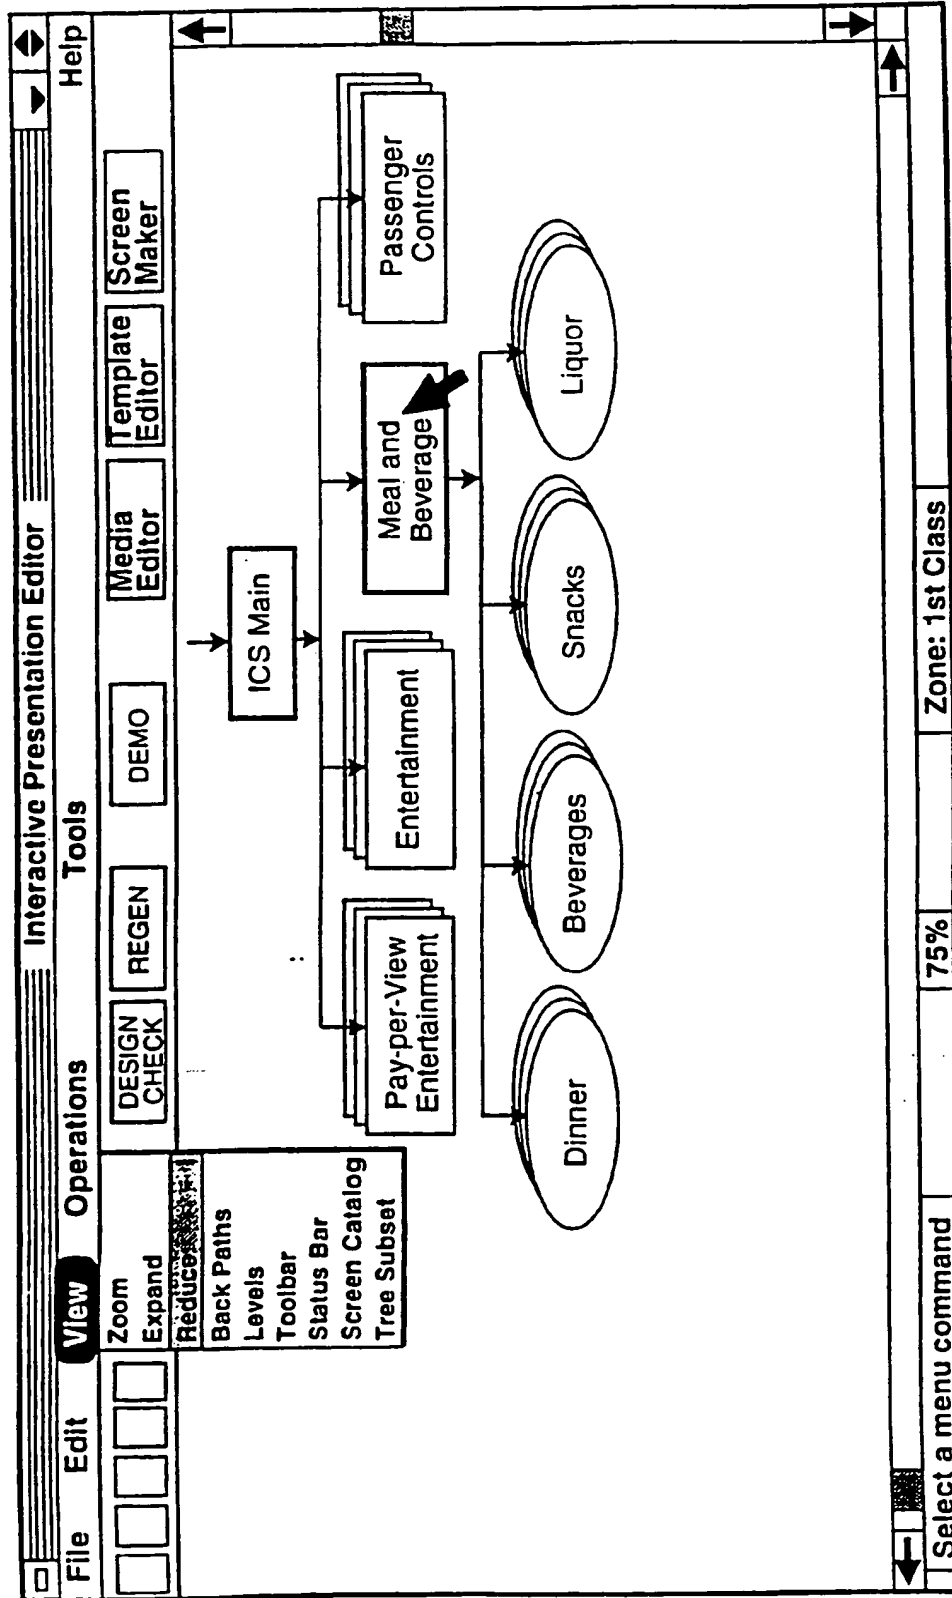 Interactive Presentation Editor
File Edit View Operations Tools Help
DESIGN
CHECK
REGEN
DEMO
Media
Editor
Template
Editor
Screen
Maker
Zoom
Expand
Reduce
Back Paths
Levels
Toolbar
Status Bar
Screen Catalog
Tree Subset
ICS Main
Pay-per-View
Entertainment
Entertainment
Meal and
Beverage
Passenger
Controls
Dinner
Beverages
Snacks
Liquor
Select a menu command
75%
Zone: 1st Class